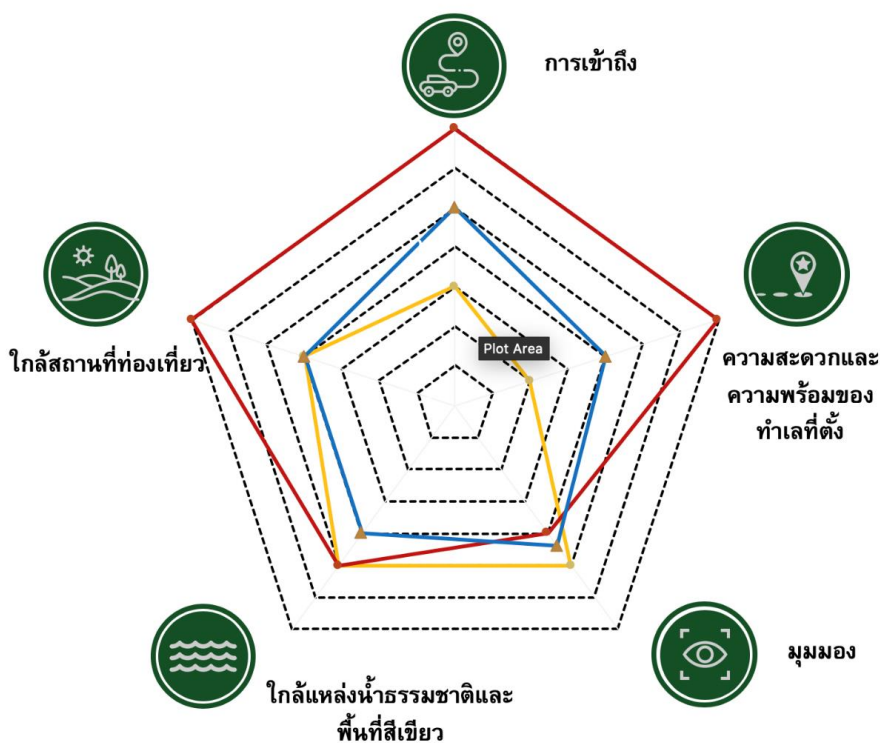 การเข้าถึง
ใกล้สถานที่ท่องเที่ยว
Plot Area
ความสะดวกและ
ความพร้อมของ
ทำเลที่ตั้ง
มุมมอง
ใกล้แหล่งน้ำธรรมชาติและ
พื้นที่สีเขียว